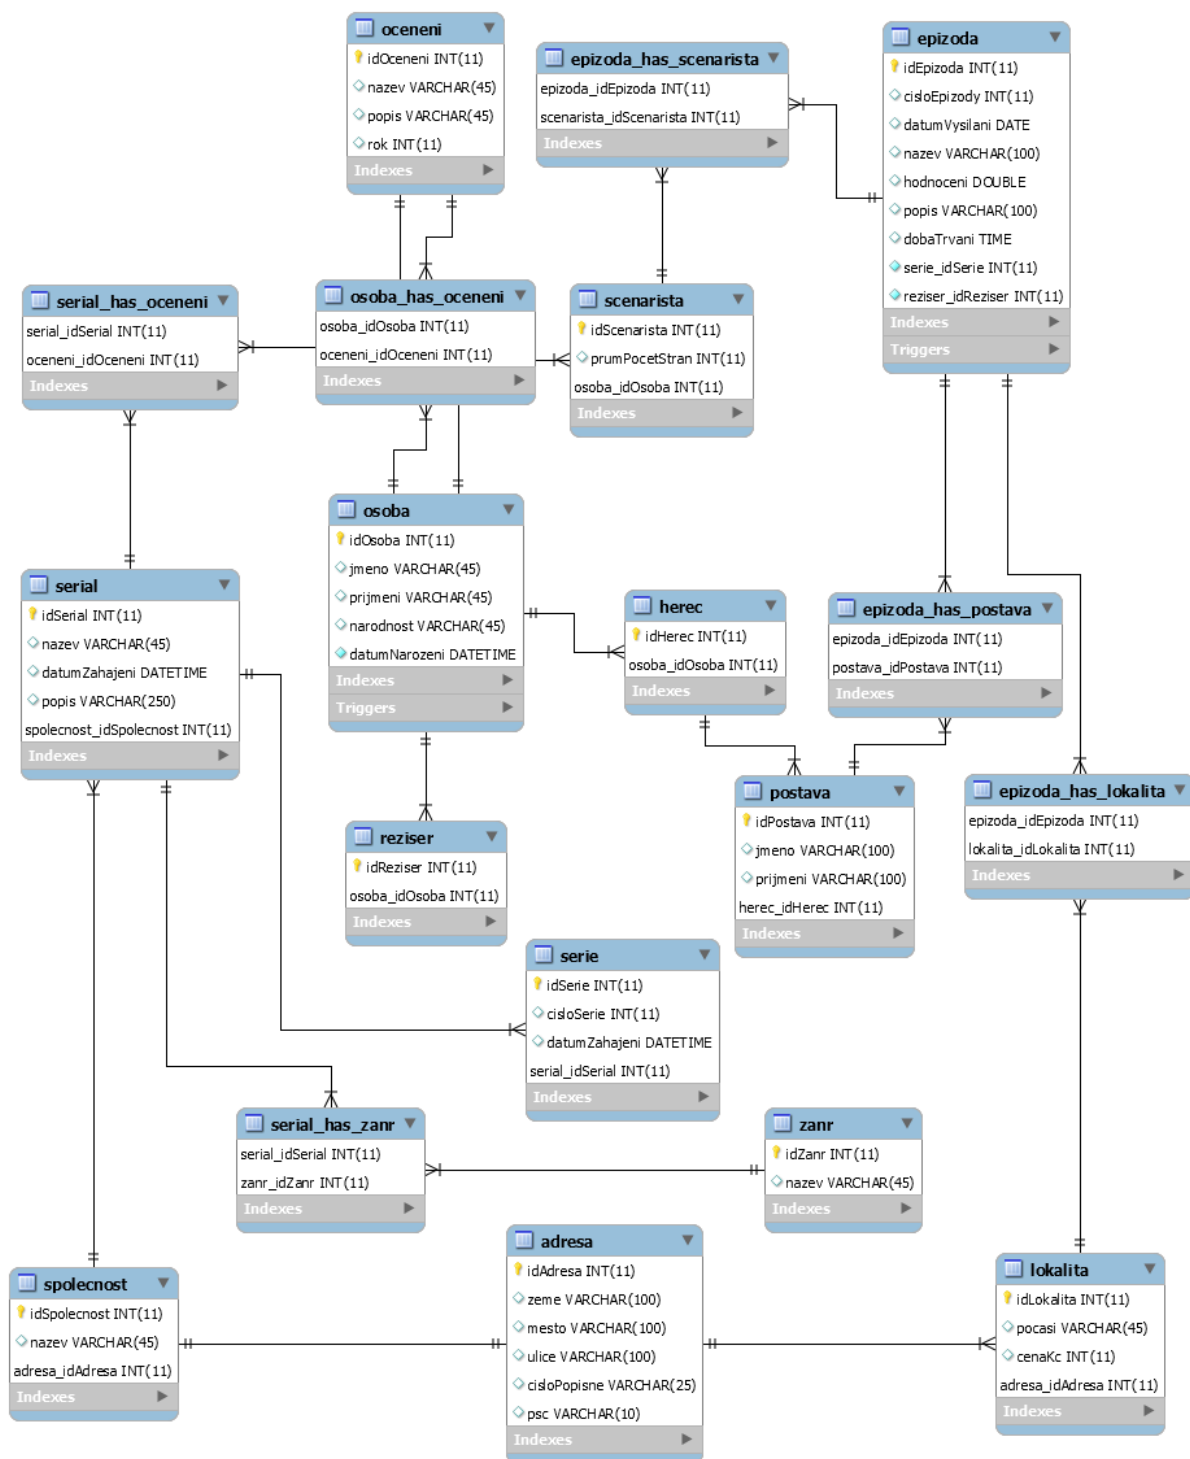 oceneni
idOceneni INT(11)
nazev VARCHAR(45)
popis VARCHAR(45)
rok INT(11)
Indexes
epizoda_has_scenarista
epizoda_idEpizoda INT(11)
scenarista_idScenarista INT(11)
Indexes
epizoda
idEpizoda INT(11)
cisloEpizody INT(11)
datumVysilani DATE
nazev VARCHAR(100)
hodnoceni DOUBLE
popis VARCHAR(100)
dobaTrvani TIME
serie_idSerie INT(11)
reziser_idReziser INT(11)
Indexes
Triggers
serial_has_oceneni
serial_idSerial INT(11)
oceneni_idOceneni INT(11)
Indexes
osoba_has_oceneni
osoba_idOsoba INT(11)
oceneni_idOceneni INT(11)
Indexes
scenarista
idScenarista INT(11)
prumPocetStran INT(11)
osoba_idOsoba INT(11)
Indexes
osoba
idOsoba INT(11)
jmeno VARCHAR(45)
prijmeni VARCHAR(45)
narodnost VARCHAR(45)
datumNarozeni DATETIME
Indexes
Triggers
serial
idSerial INT(11)
nazev VARCHAR(45)
datumZahajeni DATETIME
popis VARCHAR(250)
spolecnost_idSpolecnost INT(11)
Indexes
herec
idHerec INT(11)
osoba_idOsoba INT(11)
Indexes
epizoda_has_postava
epizoda_idEpizoda INT(11)
postava_idPostava INT(11)
Indexes
postava
idPostava INT(11)
jmeno VARCHAR(100)
prijmeni VARCHAR(100)
herec_idHerec INT(11)
Indexes
epizoda_has_lokalita
epizoda_idEpizoda INT(11)
lokalita_idLokalita INT(11)
Indexes
reziser
idReziser INT(11)
osoba_idOsoba INT(11)
Indexes
serie
idSerie INT(11)
cisloSerie INT(11)
datumZahajeni DATETIME
serial_idSerial INT(11)
Indexes
serial_has_zanr
serial_idSerial INT(11)
zanr_idZanr INT(11)
Indexes
zanr
idZanr INT(11)
nazev VARCHAR(45)
Indexes
spolecnost
idSpolecnost INT(11)
nazev VARCHAR(45)
adresa_idAdresa INT(11)
Indexes
adresa
idAdresa INT(11)
zeme VARCHAR(100)
mesto VARCHAR(100)
ulice VARCHAR(100)
cisloPopisne VARCHAR(25)
psc VARCHAR(10)
Indexes
lokalita
idLokalita INT(11)
pocasi VARCHAR(45)
cenaKc INT(11)
adresa_idAdresa INT(11)
Indexes